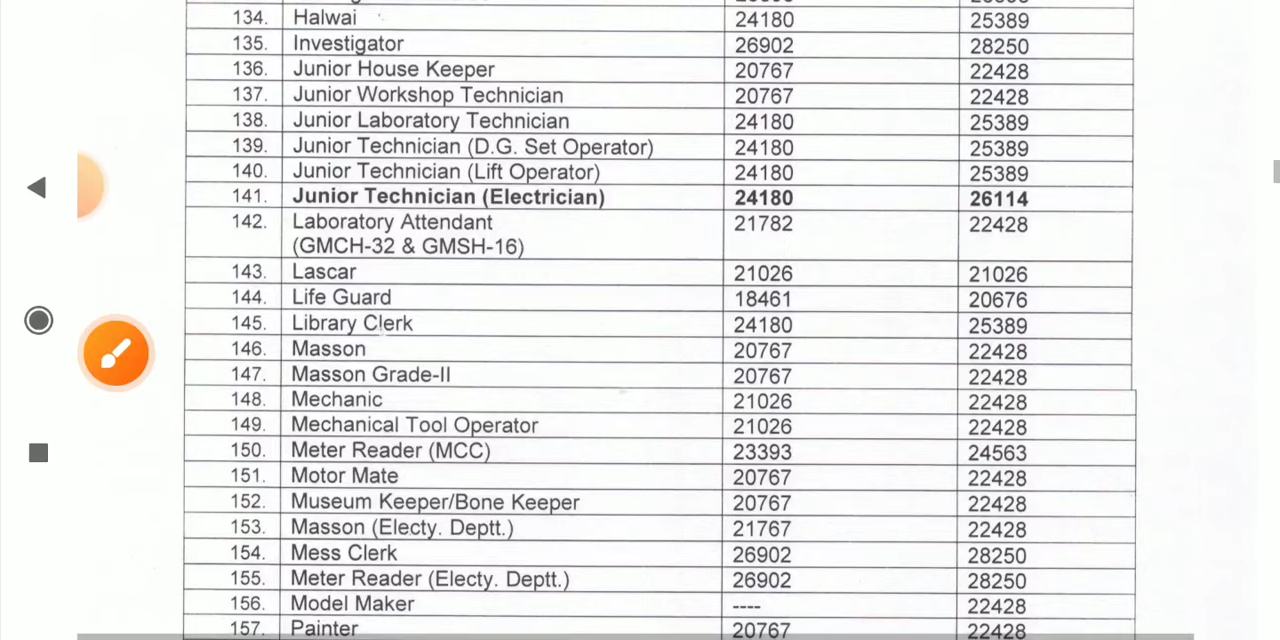 134. Halwai 24180 25389
135. Investigator 26902 28250
136. Junior House Keeper 20767 22428
137. Junior Workshop Technician 20767 22428
138. Junior Laboratory Technician 24180 25389
139. Junior Technician (D.G. Set Operator) 24180 25389
140. Junior Technician (Lift Operator) 24180 25389
141. Junior Technician (Electrician) 24180 26114
142. Laboratory Attendant 21782 22428
(GMCH-32 & GMSH-16)
143. Lascar 21026 21026
144. Life Guard 18461 20676
145. Library Clerk 24180 25389
146. Masson 20767 22428
147. Masson Grade-II 20767 22428
148. Mechanic 21026 22428
149. Mechanical Tool Operator 21026 22428
150. Meter Reader (MCC) 23393 24563
151. Motor Mate 20767 22428
152. Museum Keeper/Bone Keeper 20767 22428
153. Masson (Electy. Deptt.) 21767 22428
154. Mess Clerk 26902 28250
155. Meter Reader (Electy. Deptt.) 26902 28250
156. Model Maker ---- 22428
157. Painter 20767 22428